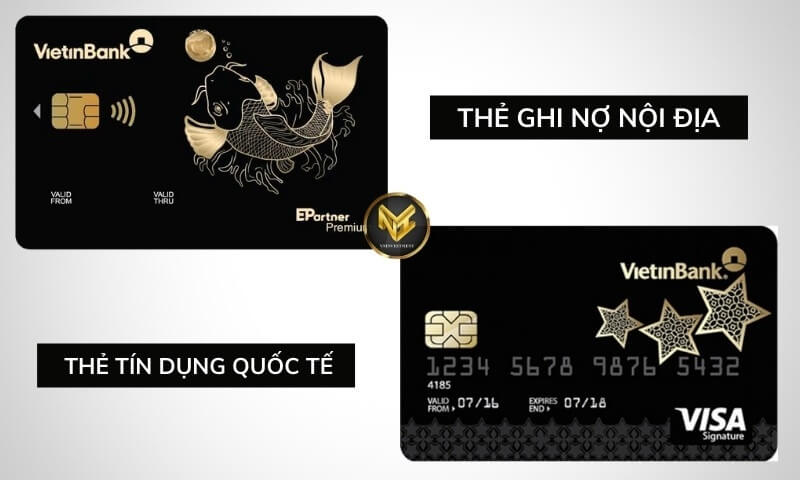 VietinBank
THẺ GHI NỢ NỘI ĐỊA
VALID
FROM
VALID
THRU
EPartner
Premium
VietinBank
THẺ TÍN DỤNG QUỐC TẾ
1234 5678 9876 5432
4185
VALID
FROM 07/16 EXPIRES
END 07/18
VISA
Signature